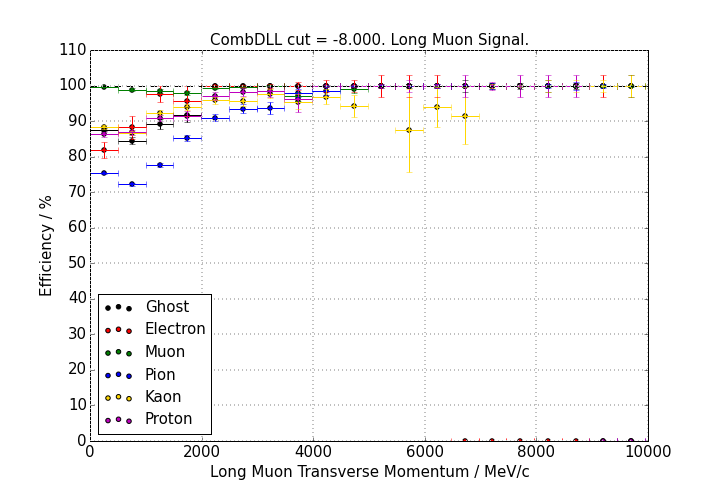 CombDLL cut = -8.000. Long Muon Signal.
110
100
90
80
70
60
50
40
30
20
10
0
Efficiency / %
Ghost
Electron
Muon
Pion
Kaon
Proton
0 2000 4000 6000 8000 10000
Long Muon Transverse Momentum / MeV/c